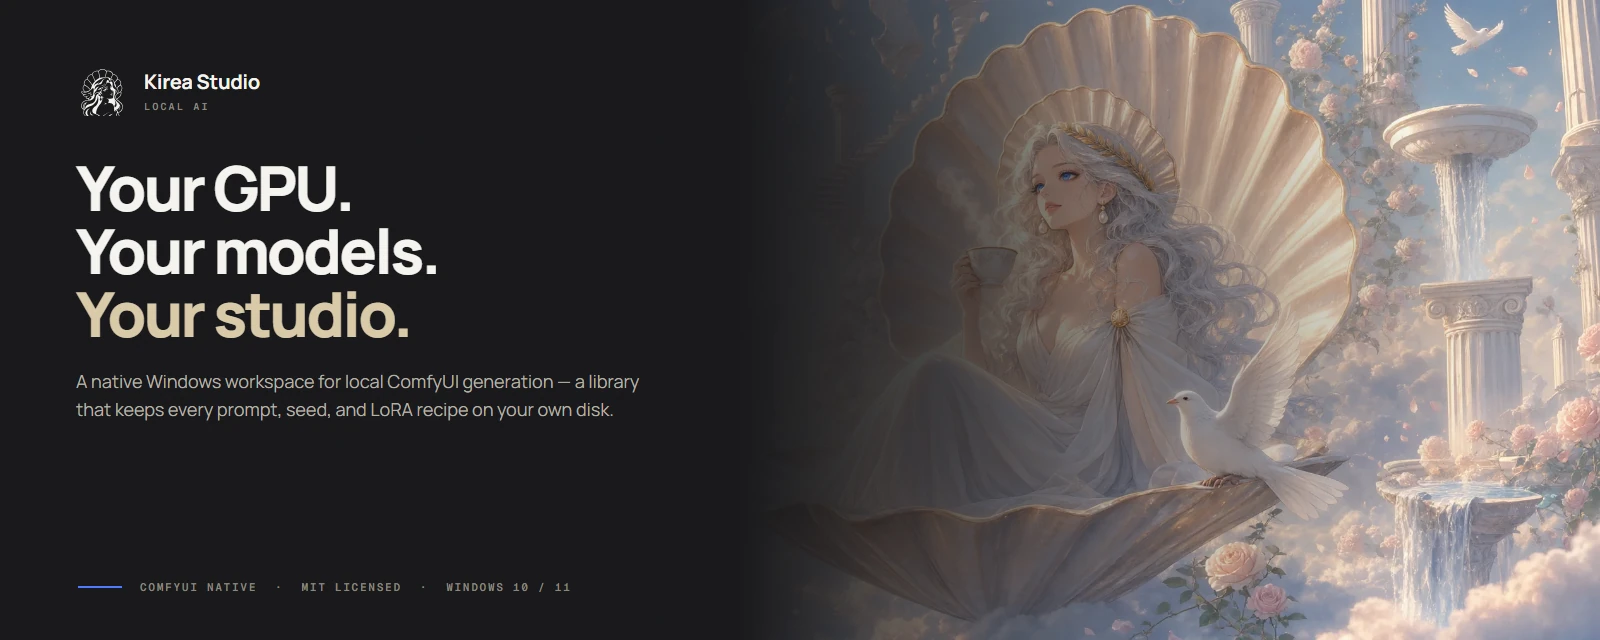 Kirea Studio
LOCAL AI
Your GPU.
Your models.
Your studio.
A native Windows workspace for local ComfyUI generation — a library
that keeps every prompt, seed, and LoRA recipe on your own disk.
COMFYUI NATIVE · MIT LICENSED · WINDOWS 10 / 11